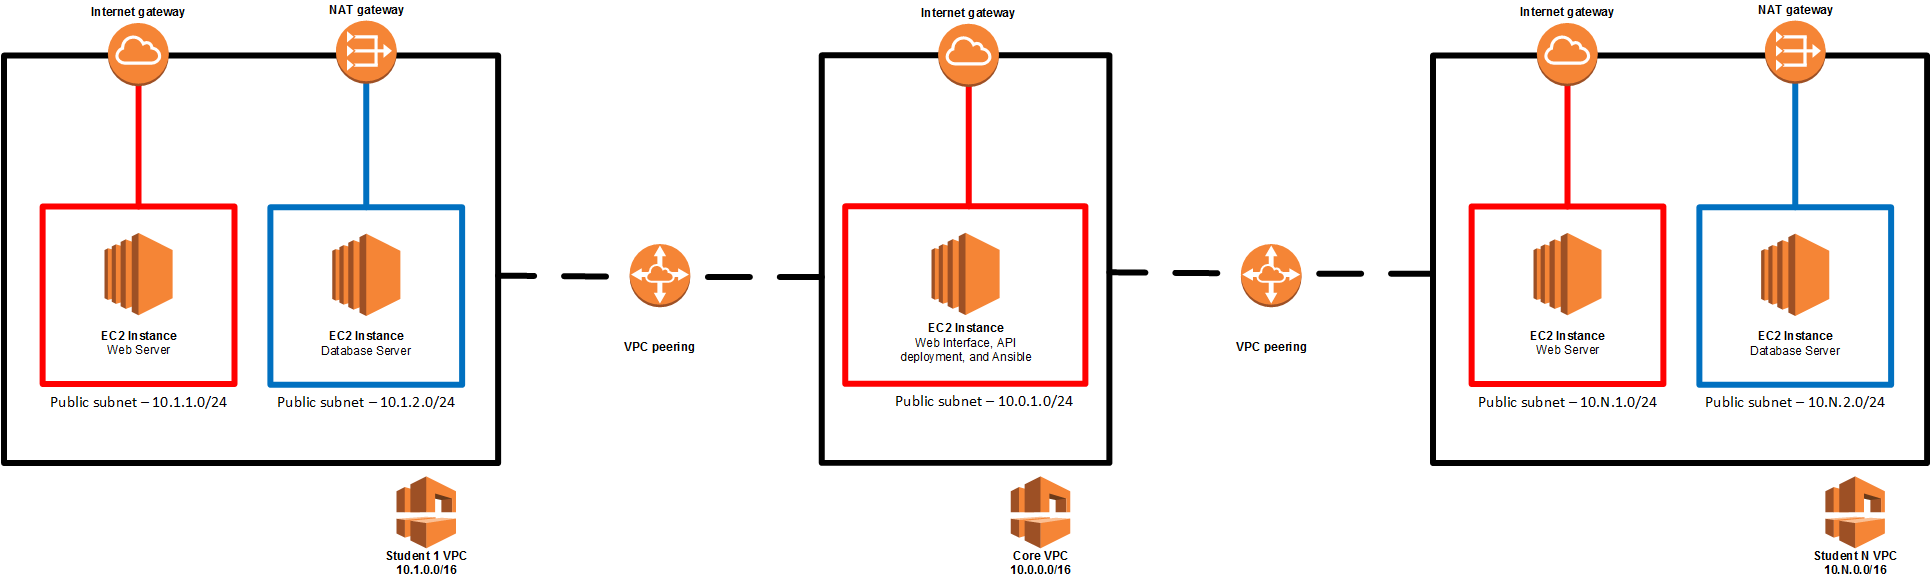 Internet gateway
NAT gateway
EC2 Instance
Web Server
Public subnet – 10.1.1.0/24
EC2 Instance
Database Server
Public subnet – 10.1.2.0/24
Student 1 VPC
10.1.0.0/16
VPC peering
Internet gateway
EC2 Instance
Web Interface, API
deployment, and Ansible
Public subnet – 10.0.1.0/24
Core VPC
10.0.0.0/16
VPC peering
Internet gateway
NAT gateway
EC2 Instance
Web Server
Public subnet – 10.N.1.0/24
EC2 Instance
Database Server
Public subnet – 10.N.2.0/24
Student N VPC
10.N.0.0/16